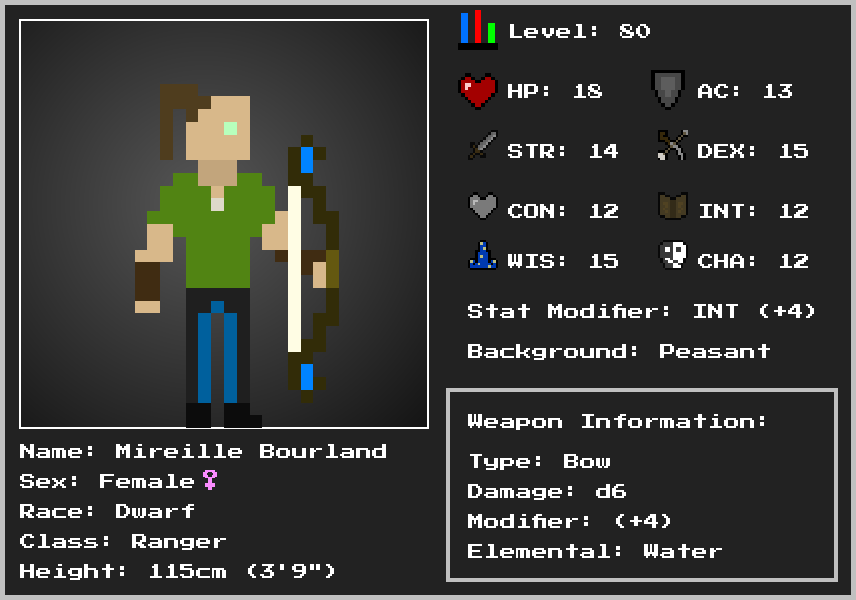 Level: 80
HP: 18
AC: 13
STR: 14
DEX: 15
CON: 12
INT: 12
WIS: 15
CHA: 12
Stat Modifier: INT (+4)
Background: Peasant
Weapon Information:
Type: Bow
Damage: d6
Modifier: (+4)
Elemental: Water
Name: Mireille Bourland
Sex: Female♀
Race: Dwarf
Class: Ranger
Height: 115cm (3'9")